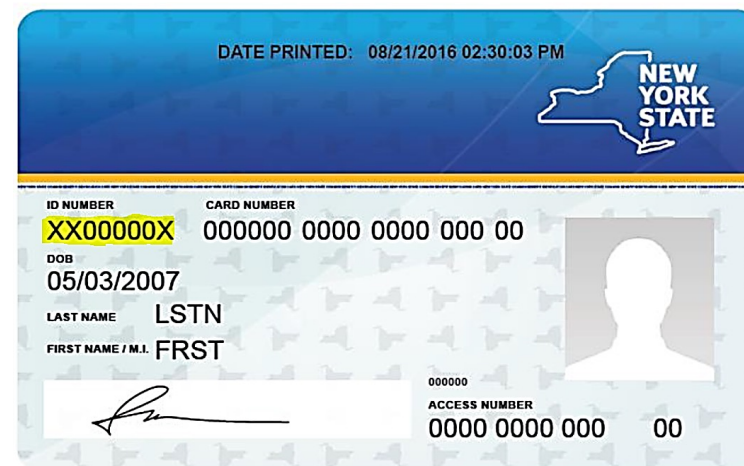 DATE PRINTED: 08/21/2016 02:30:03 PM
NEW
YORK
STATE
ID NUMBER CARD NUMBER
XX00000X 000000 0000 0000 000 00
DOB
05/03/2007
LAST NAME LSTN
FIRST NAME / M.I. FRST
000000
ACCESS NUMBER
0000 0000 000 00